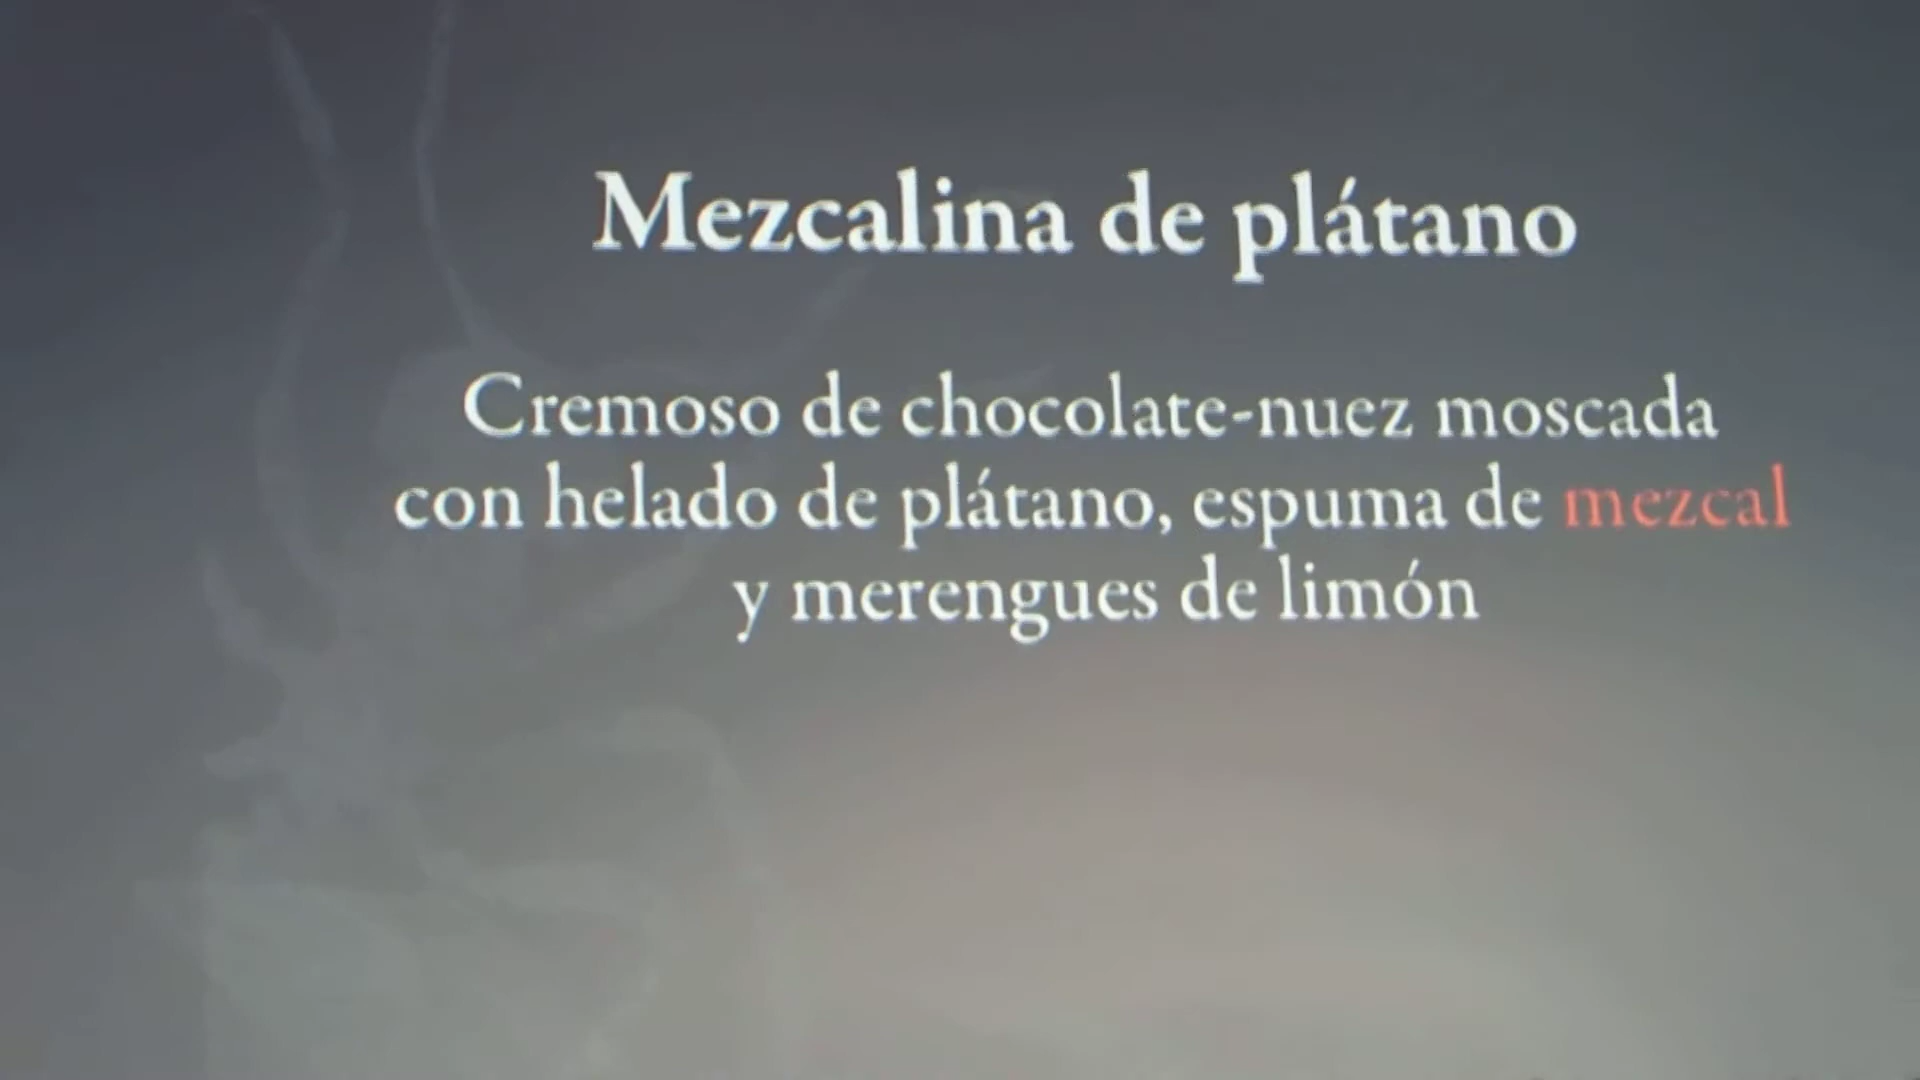 Mezcalina de plátano
Cremoso de chocolate-nuez moscada
con helado de plátano, espuma de mezcal
y merengues de limón